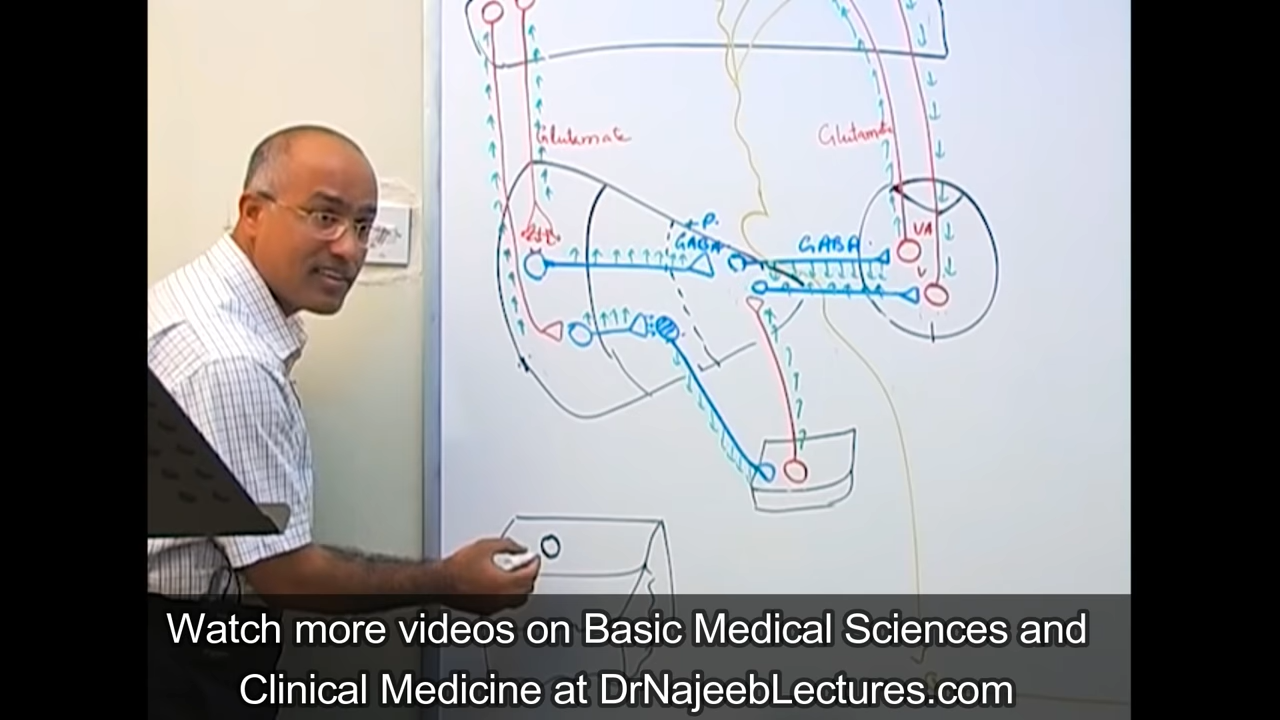 Glutamate
Glutamate
P.
GABA
GABA
VA
V
Watch more videos on Basic Medical Sciences and
Clinical Medicine at DrNajeebLectures.com